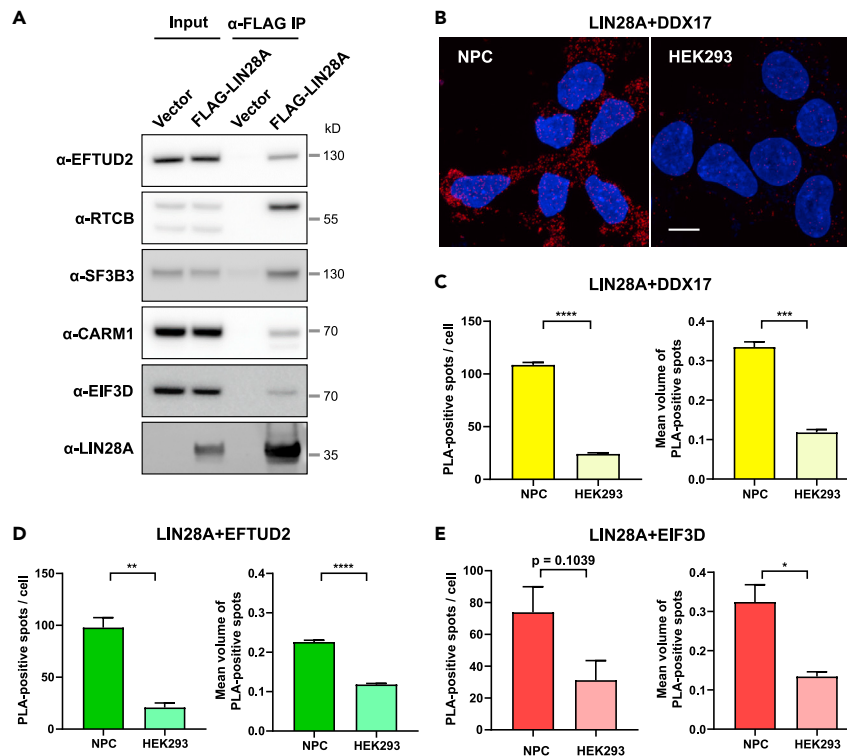 A
Input
α-FLAG IP
Vector
FLAG-LIN28A
Vector
FLAG-LIN28A
kD
α-EFTUD2
130
α-RTCB
55
α-SF3B3
130
α-CARM1
70
α-EIF3D
70
α-LIN28A
35
B
LIN28A+DDX17
NPC
HEK293
C
LIN28A+DDX17
PLA-positive spots / cell
150
100
50
0
****
NPC
HEK293
Mean volume of
PLA-positive spots
0.4
0.3
0.2
0.1
0.0
***
NPC
HEK293
D
LIN28A+EFTUD2
PLA-positive spots / cell
150
100
50
0
**
NPC
HEK293
Mean volume of
PLA-positive spots
0.4
0.3
0.2
0.1
0.0
****
NPC
HEK293
E
LIN28A+EIF3D
PLA-positive spots / cell
100
80
60
40
20
0
p = 0.1039
NPC
HEK293
Mean volume of
PLA-positive spots
0.4
0.3
0.2
0.1
0.0
*
NPC
HEK293